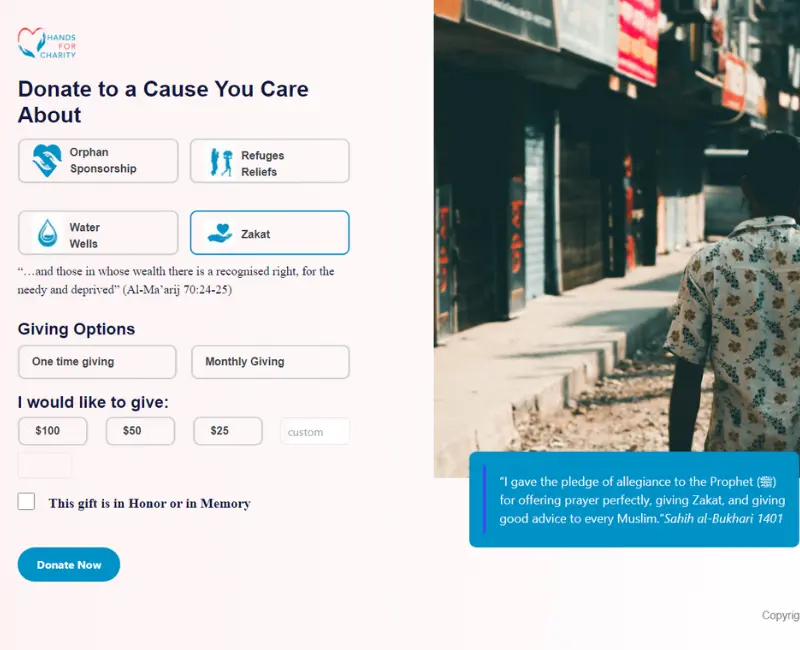 HANDS
FOR
CHARITY
Donate to a Cause You Care
About
Orphan
Sponsorship
Refuges
Reliefs
Water
Wells
Zakat
“…and those in whose wealth there is a recognised right, for the
needy and deprived” (Al-Ma’arij 70:24-25)
Giving Options
One time giving
Monthly Giving
I would like to give:
$100
$50
$25
custom
This gift is in Honor or in Memory
Donate Now
“I gave the pledge of allegiance to the Prophet (ﷺ)
for offering prayer perfectly, giving Zakat, and giving
good advice to every Muslim.”Sahih al-Bukhari 1401
Copyrig